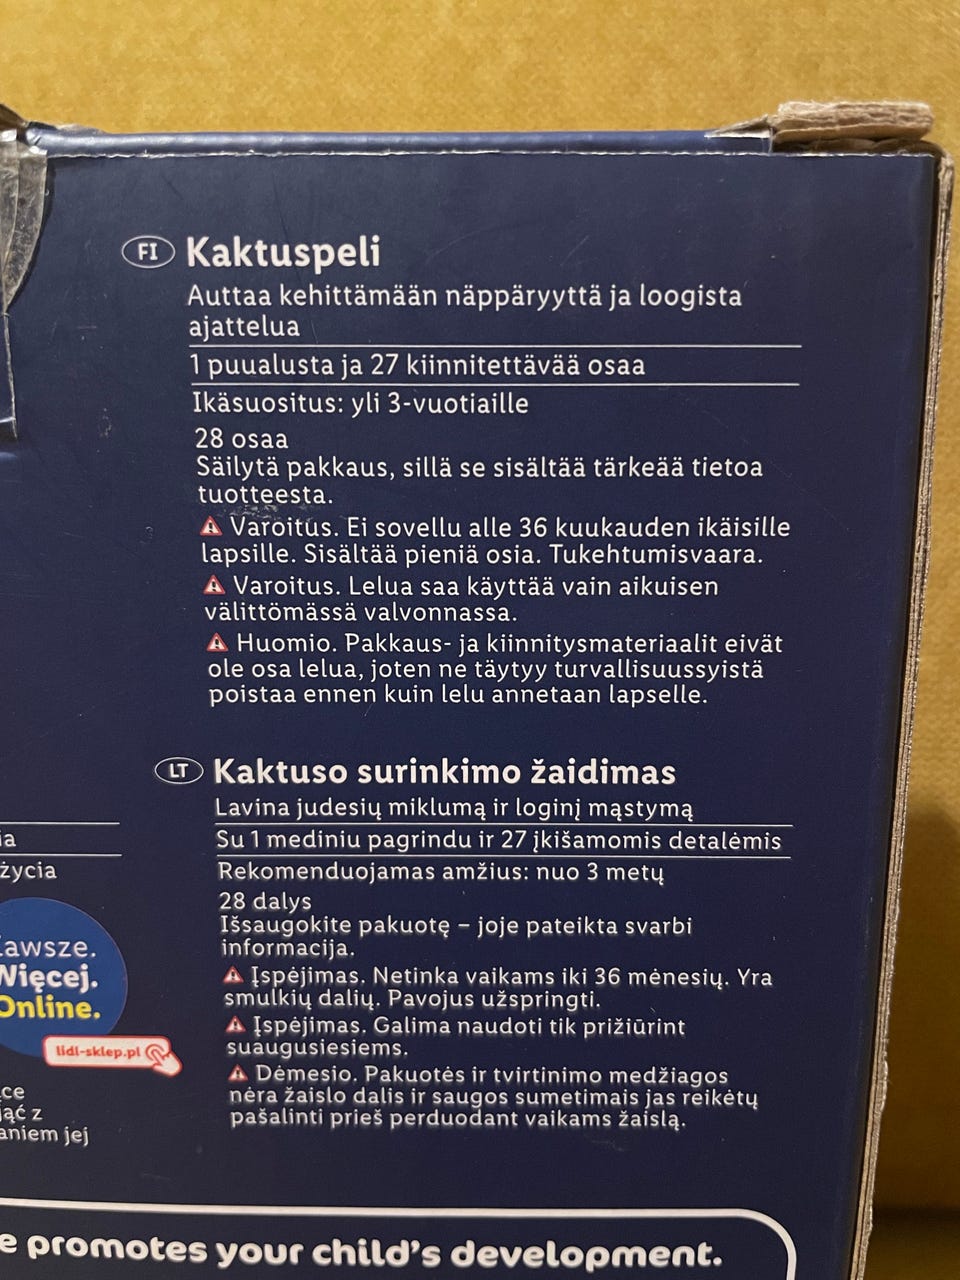 FI Kaktuspeli
Auttaa kehittämään näppäryyttä ja loogista
ajattelua
1 puualusta ja 27 kiinnitettävää osaa
Ikäsuositus: yli 3-vuotiaille
28 osaa
Säilytä pakkaus, sillä se sisältää tärkeää tietoa
tuotteesta.
Varoitus. Ei sovellu alle 36 kuukauden ikäisille
lapsille. Sisältää pieniä osia. Tukehtumisvaara.
Varoitus. Lelua saa käyttää vain aikuisen
välittömässä valvonnassa.
Huomio. Pakkaus- ja kiinnitysmateriaalit eivät
ole osa lelua, joten ne täytyy turvallisuussyistä
poistaa ennen kuin lelu annetaan lapselle.
LT Kaktuso surinkimo žaidimas
Lavina judesių miklumą ir loginį mąstymą
Su 1 mediniu pagrindu ir 27 įkišamomis detalėmis
Rekomenduojamas amžius: nuo 3 metų
28 dalys
Išsaugokite pakuotę – joje pateikta svarbi
informacija.
Įspėjimas. Netinka vaikams iki 36 mėnesių. Yra
smulkių dalių. Pavojus užspringti.
Įspėjimas. Galima naudoti tik prižiūrint
suaugusiesiems.
Dėmesio. Pakuotės ir tvirtinimo medžiagos
nėra žaislo dalis ir saugos sumetimais jas reikėtų
pašalinti prieš perduodant vaikams žaislą.
ia
życia
Zawsze.
Więcej.
Online.
lidl-sklep.pl
ce
jąć z
aniem jej
e promotes your child's development.